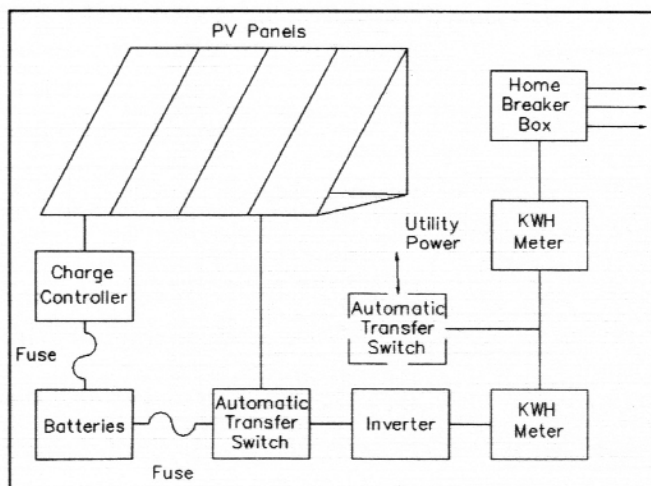 PV Panels
Home
Breaker
Box
Utility
Power
KWH
Meter
Charge
Controller
Automatic
Transfer
Switch
Fuse
Batteries
Fuse
Automatic
Transfer
Switch
Inverter
KWH
Meter